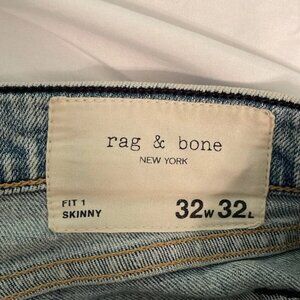 rag & bone
NEW YORK
FIT 1
SKINNY
32W 32L